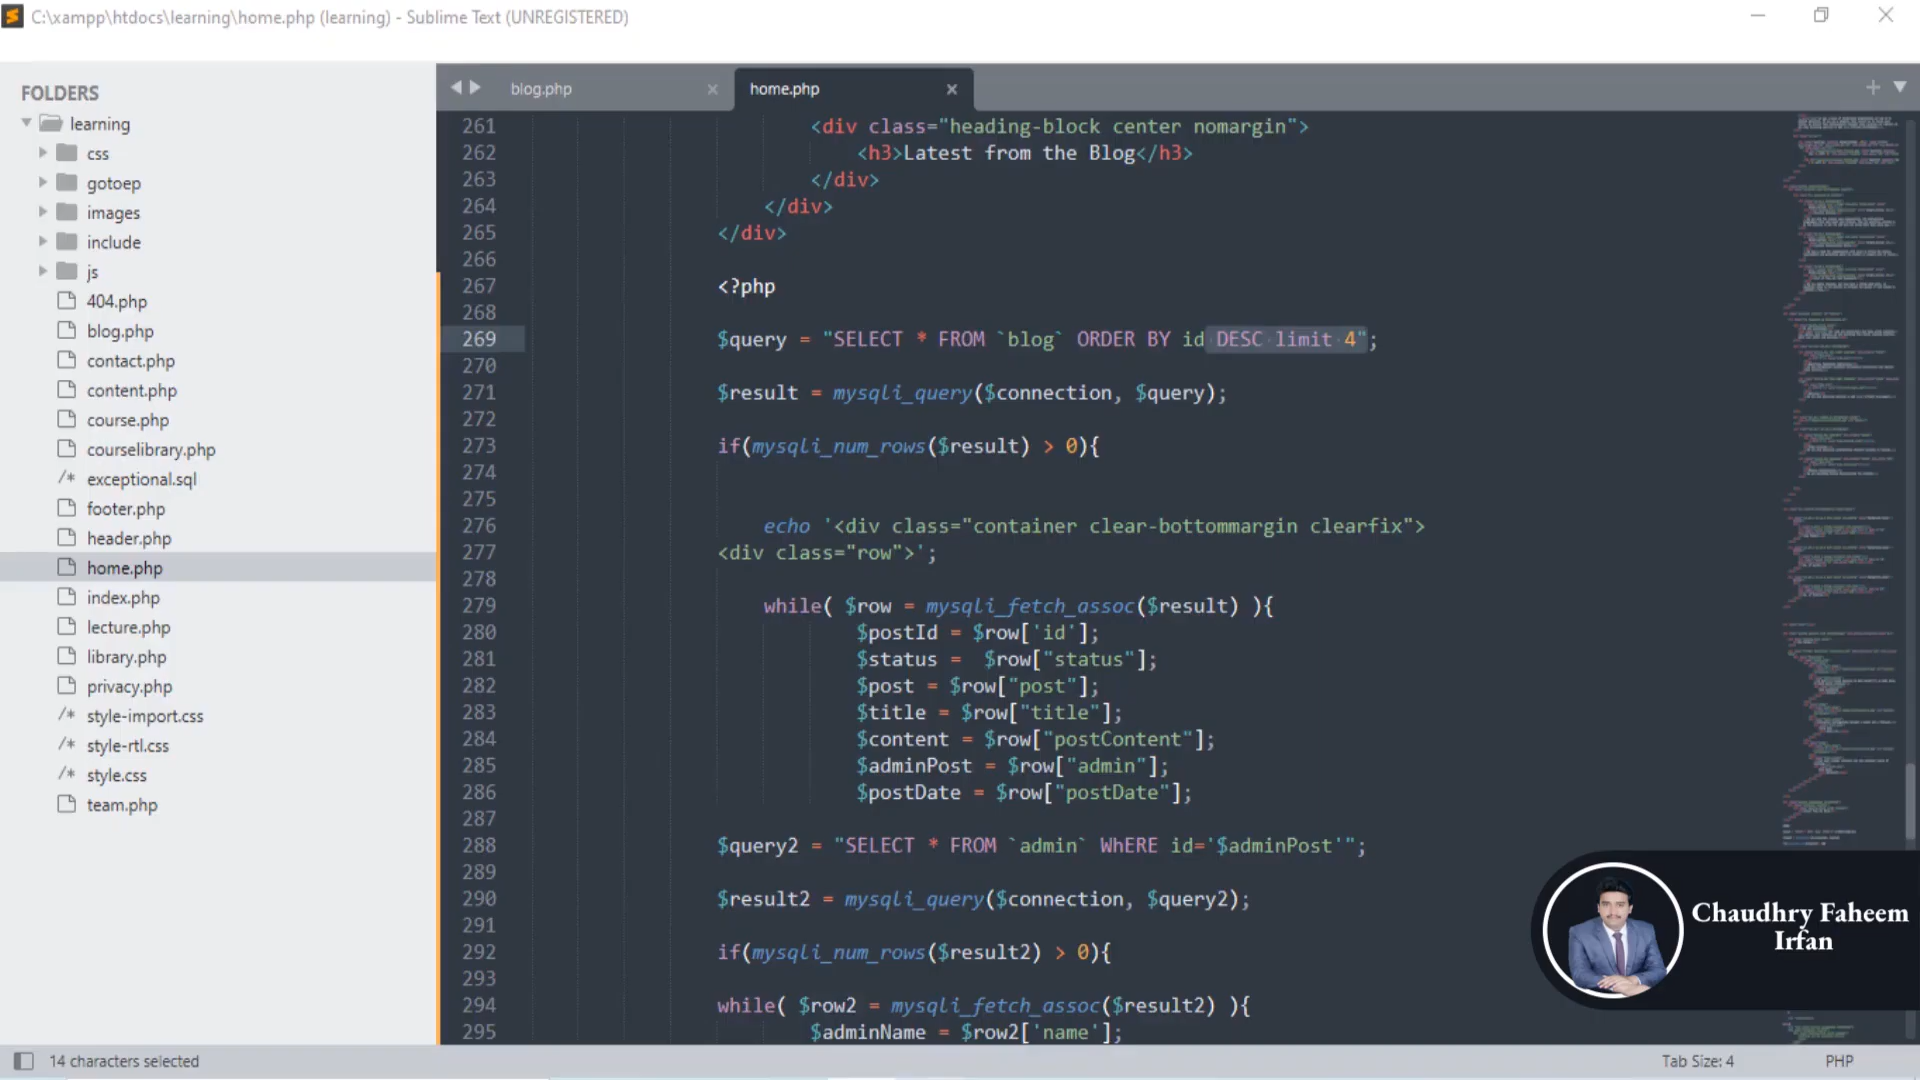 C:\xampp\htdocs\learning\home.php (learning) - Sublime Text (UNREGISTERED)
FOLDERS
learning
css
gotoep
images
include
js
404.php
blog.php
contact.php
content.php
course.php
courselibrary.php
/* exceptional.sql
footer.php
header.php
home.php
index.php
lecture.php
library.php
privacy.php
/* style-import.css
/* style-rtl.css
/* style.css
team.php
blog.php
home.php
261 <div class="heading-block center nomargin">
262 <h3>Latest from the Blog</h3>
263 </div>
264 </div>
265 </div>
266
267 <?php
268
269 $query = "SELECT * FROM `blog` ORDER BY id DESC limit 4";
270
271 $result = mysqli_query($connection, $query);
272
273 if(mysqli_num_rows($result) > 0){
274
275
276 echo '<div class="container clear-bottommargin clearfix">
277 <div class="row">';
278
279 while( $row = mysqli_fetch_assoc($result) ){
280 $postId = $row['id'];
281 $status =  $row["status"];
282 $post = $row["post"];
283 $title = $row["title"];
284 $content = $row["postContent"];
285 $adminPost = $row["admin"];
286 $postDate = $row["postDate"];
287
288 $query2 = "SELECT * FROM `admin` WhERE id='$adminPost'";
289
290 $result2 = mysqli_query($connection, $query2);
291
292 if(mysqli_num_rows($result2) > 0){
293
294 while( $row2 = mysqli_fetch_assoc($result2) ){
295 $adminName = $row2['name'];
Chaudhry Faheem
Irfan
14 characters selected
Tab Size: 4
PHP